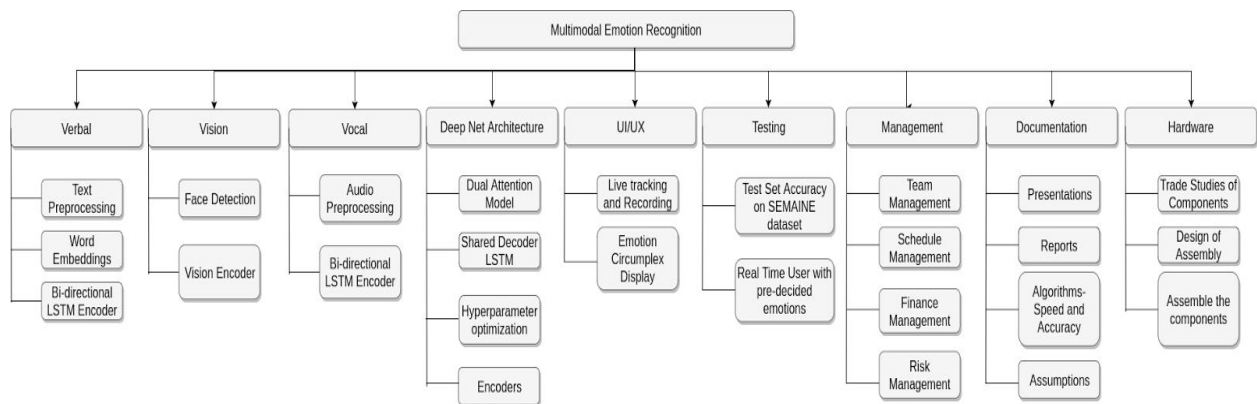 Multimodal Emotion Recognition
Verbal
Vision
Vocal
Deep Net Architecture
UI/UX
Testing
Management
Documentation
Hardware
Text
Preprocessing
Word
Embeddings
Bi-directional
LSTM Encoder
Face Detection
Vision Encoder
Audio
Preprocessing
Bi-directional
LSTM Encoder
Dual Attention
Model
Shared Decoder
LSTM
Hyperparameter
optimization
Encoders
Live tracking
and Recording
Emotion
Circumplex
Display
Test Set Accuracy
on SEMAINE
dataset
Real Time User with
pre-decided
emotions
Team
Management
Schedule
Management
Finance
Management
Risk
Management
Presentations
Reports
Algorithms-
Speed and
Accuracy
Assumptions
Trade Studies of
Components
Design of
Assembly
Assemble the
components